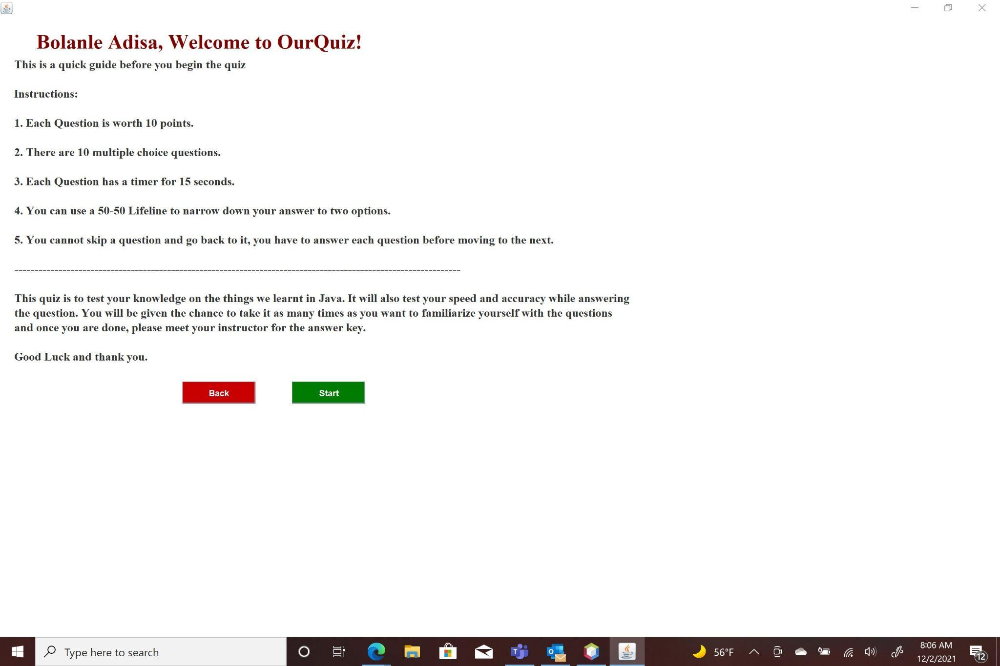 Bolanle Adisa, Welcome to OurQuiz!
This is a quick guide before you begin the quiz
Instructions:
1. Each Question is worth 10 points.
2. There are 10 multiple choice questions.
3. Each Question has a timer for 15 seconds.
4. You can use a 50-50 Lifeline to narrow down your answer to two options.
5. You cannot skip a question and go back to it, you have to answer each question before moving to the next.
--------------------------------------------------------------------------------------------------------------------
This quiz is to test your knowledge on the things we learnt in Java. It will also test your speed and accuracy while answering
the question. You will be given the chance to take it as many times as you want to familiarize yourself with the questions
and once you are done, please meet your instructor for the answer key.
Good Luck and thank you.
Back Start
Type here to search
56°F
8:06 AM
12/2/2021
12